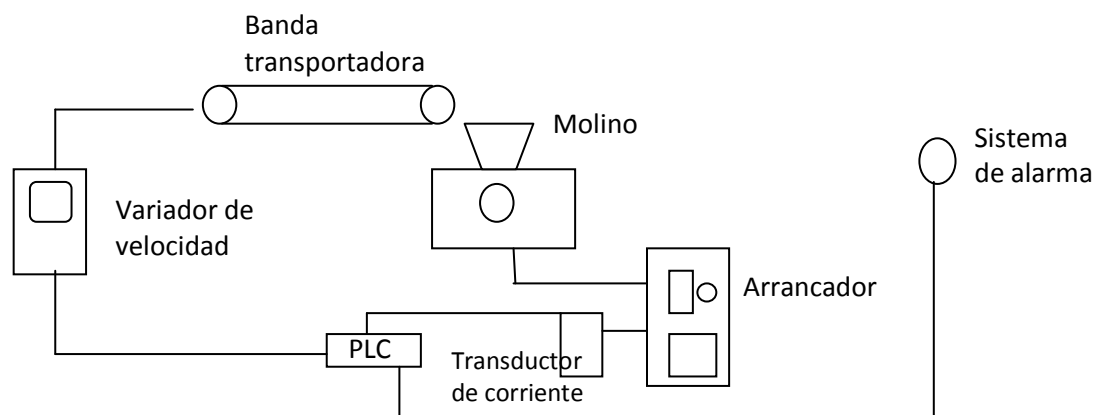 Banda
transportadora
Molino
Sistema
de alarma
Variador de
velocidad
Arrancador
PLC
Transductor
de corriente